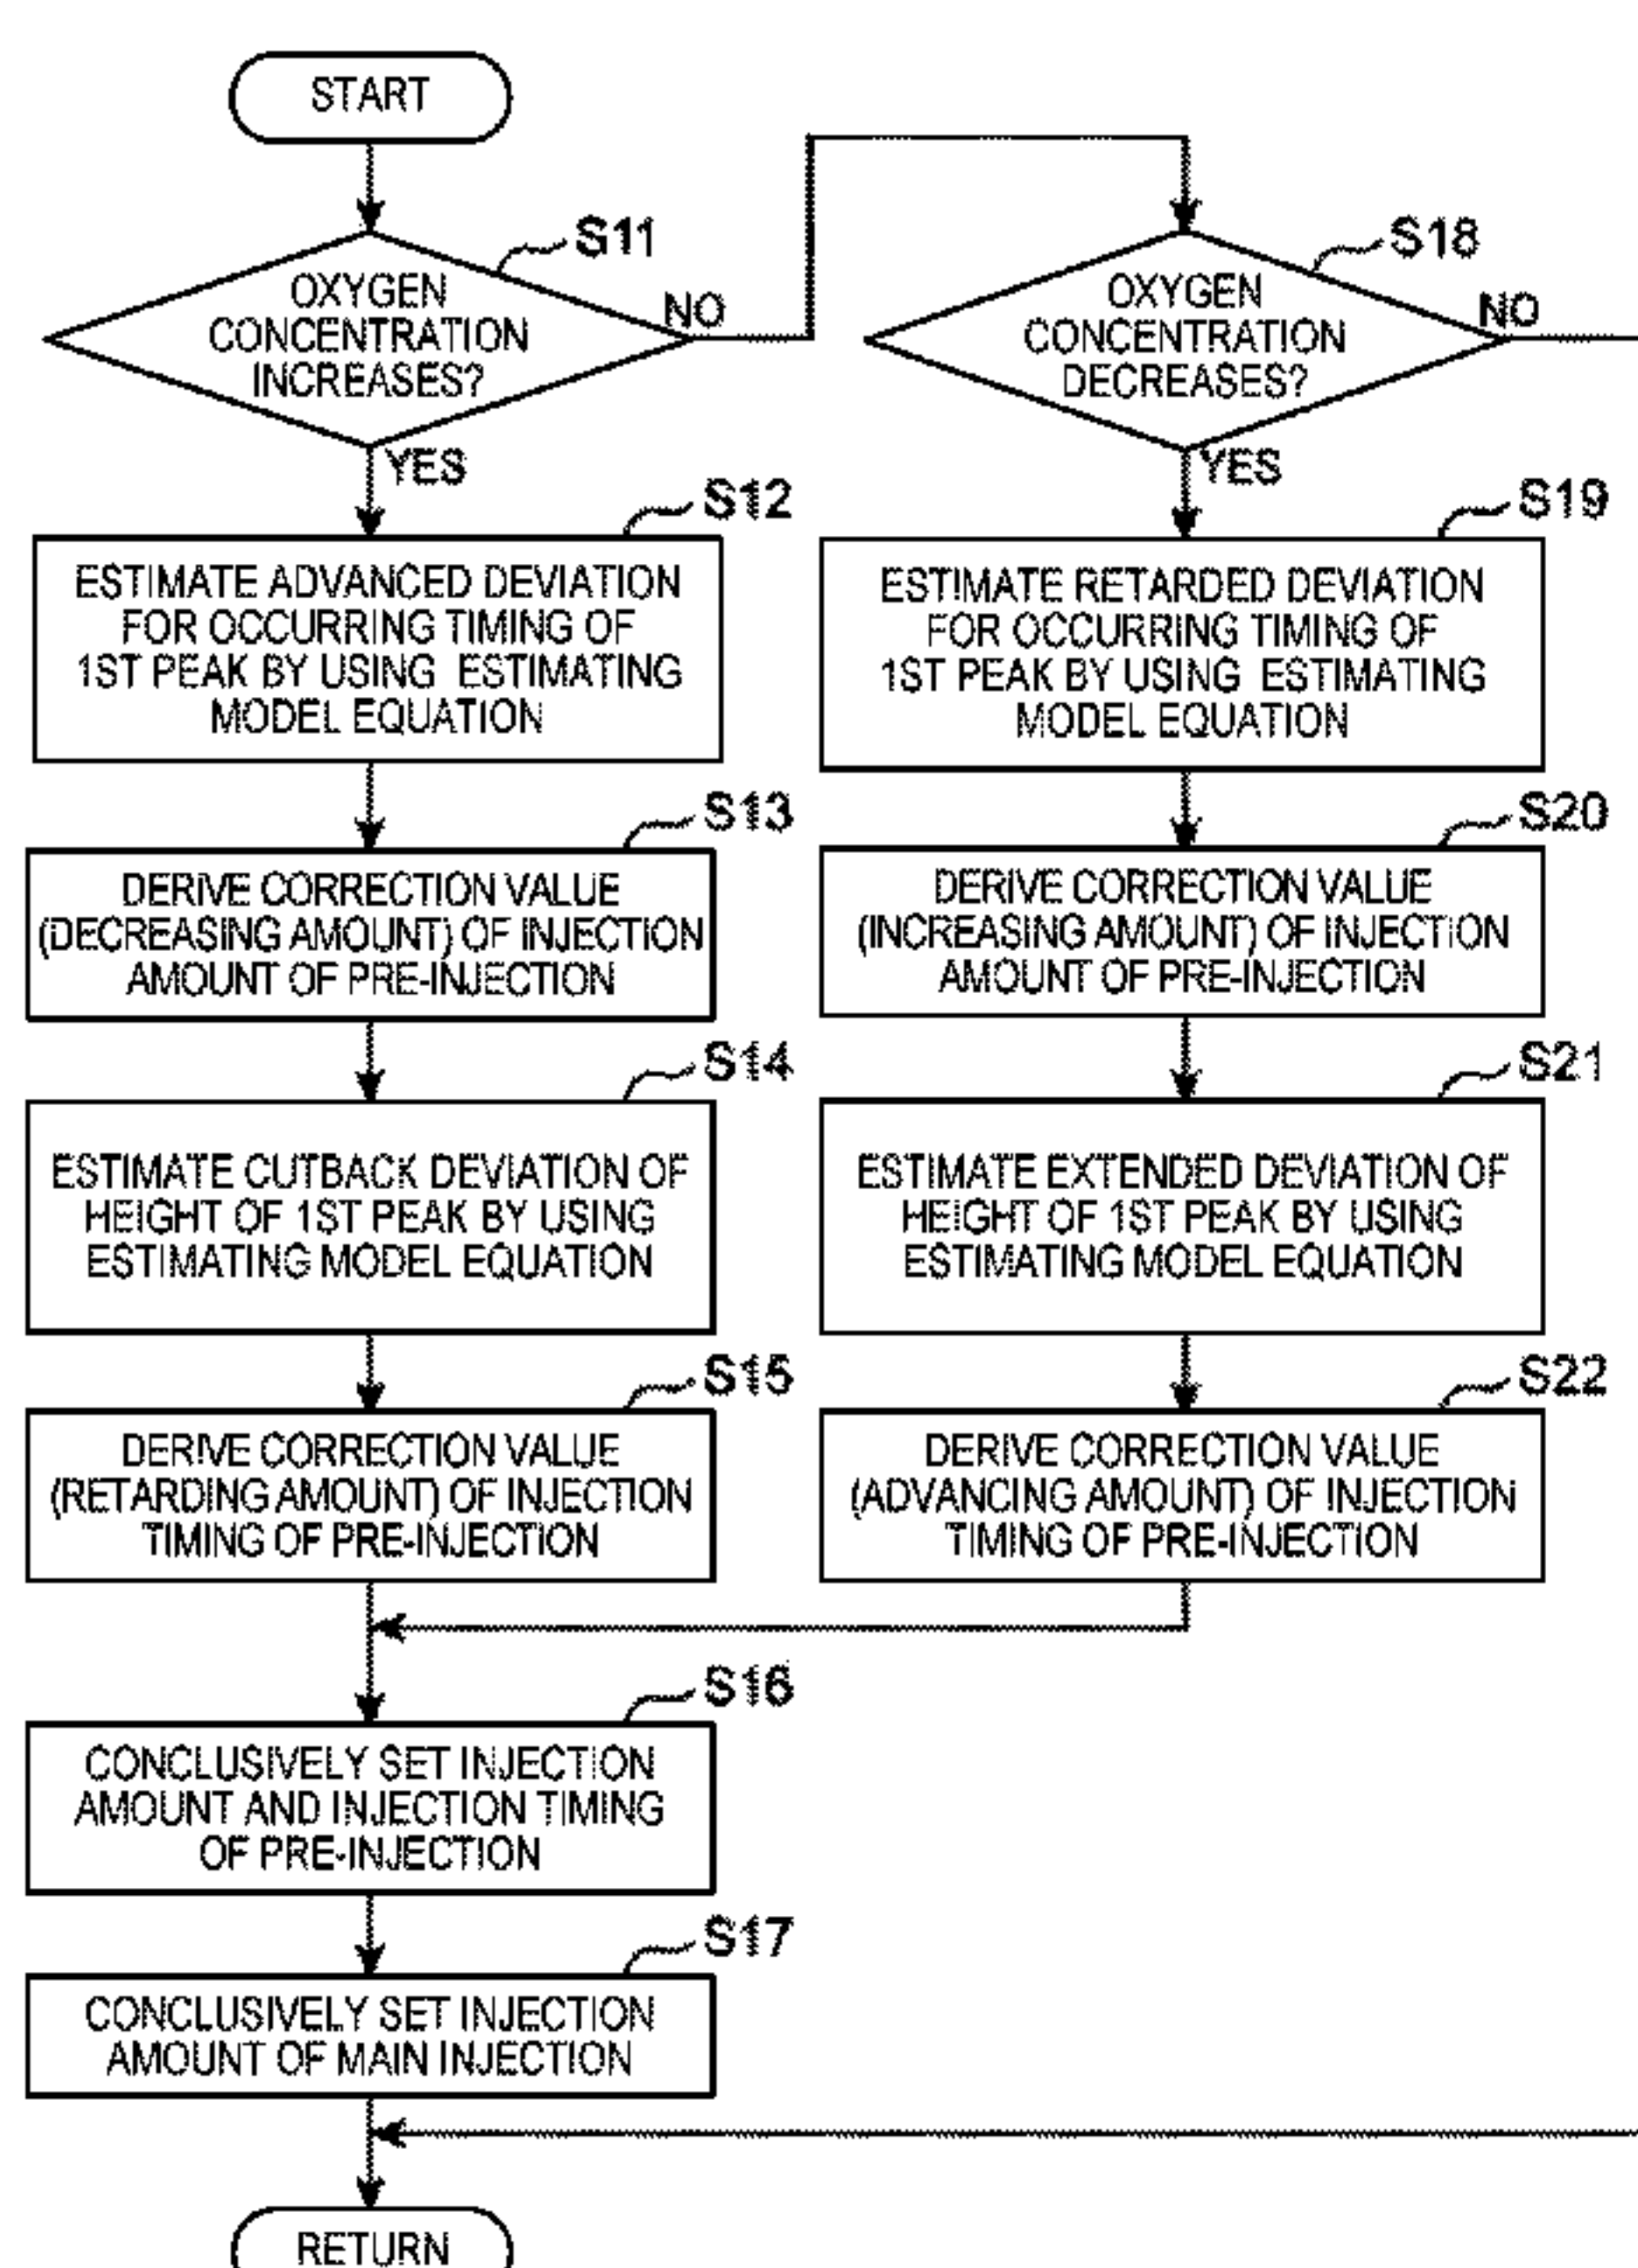 START
S11
OXYGEN
CONCENTRATION
INCREASES?
NO
YES
S12
ESTIMATE ADVANCED DEVIATION
FOR OCCURRING TIMING OF
1ST PEAK BY USING ESTIMATING
MODEL EQUATION
S13
DERIVE CORRECTION VALUE
(DECREASING AMOUNT) OF INJECTION
AMOUNT OF PRE-INJECTION
S14
ESTIMATE CUTBACK DEVIATION OF
HEIGHT OF 1ST PEAK BY USING
ESTIMATING MODEL EQUATION
S15
DERIVE CORRECTION VALUE
(RETARDING AMOUNT) OF INJECTION
TIMING OF PRE-INJECTION
S16
CONCLUSIVELY SET INJECTION
AMOUNT AND INJECTION TIMING
OF PRE-INJECTION
S17
CONCLUSIVELY SET INJECTION
AMOUNT OF MAIN INJECTION
RETURN
S18
OXYGEN
CONCENTRATION
DECREASES?
NO
YES
S19
ESTIMATE RETARDED DEVIATION
FOR OCCURRING TIMING OF
1ST PEAK BY USING ESTIMATING
MODEL EQUATION
S20
DERIVE CORRECTION VALUE
(INCREASING AMOUNT) OF INJECTION
AMOUNT OF PRE-INJECTION
S21
ESTIMATE EXTENDED DEVIATION OF
HEIGHT OF 1ST PEAK BY USING
ESTIMATING MODEL EQUATION
S22
DERIVE CORRECTION VALUE
(ADVANCING AMOUNT) OF INJECTION
TIMING OF PRE-INJECTION